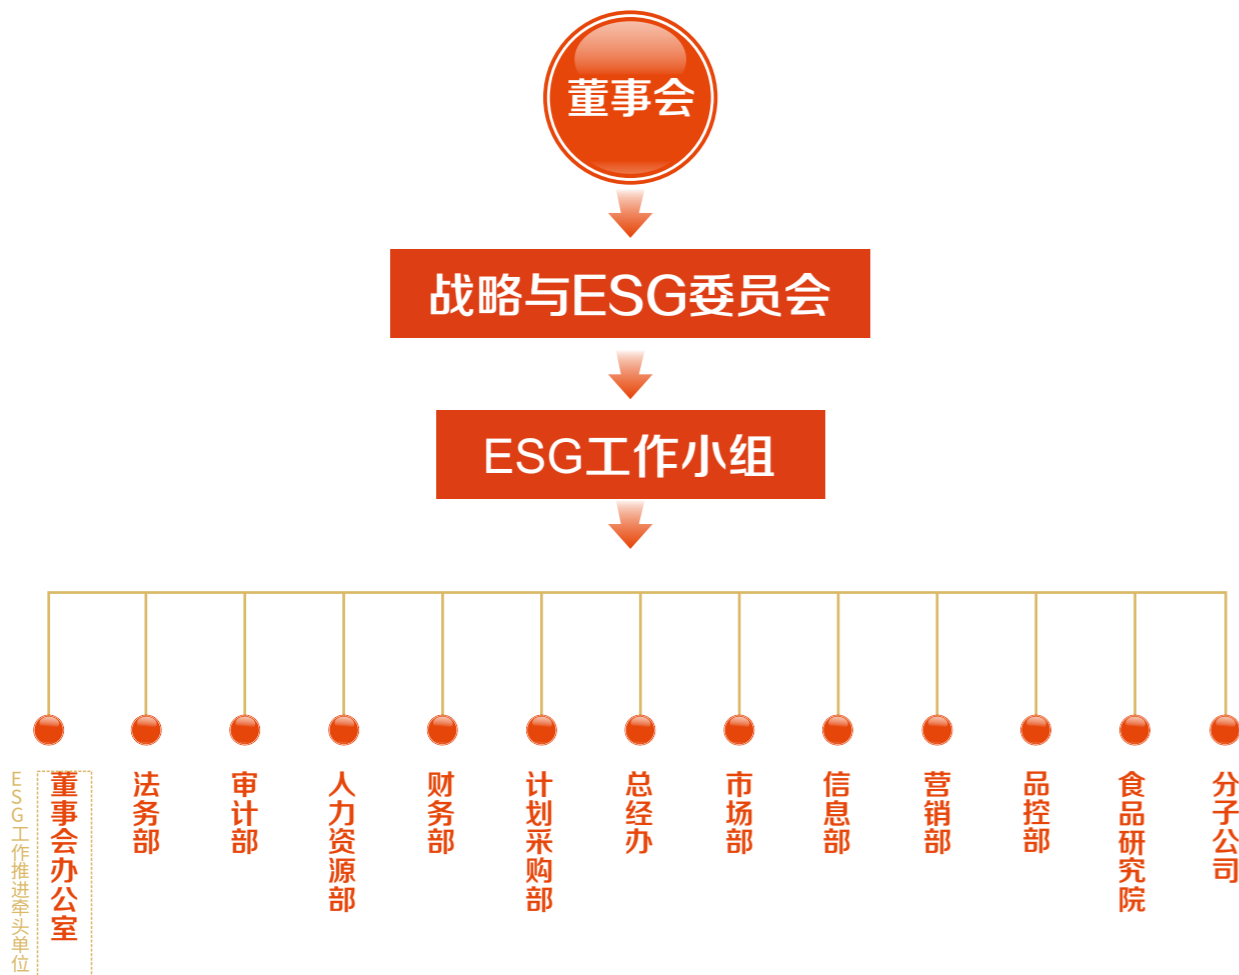 董事会
战略与ESG委员会
ESG工作小组
ESG工作推进牵头单位
董事会办公室
法务部
审计部
人力资源部
财务部
计划采购部
总经办
市场部
信息部
营销部
品控部
食品研究院
分子公司